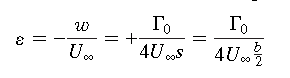 ε = −w/U∞ = +Γ0/4U∞s = Γ0/4U∞ b/2